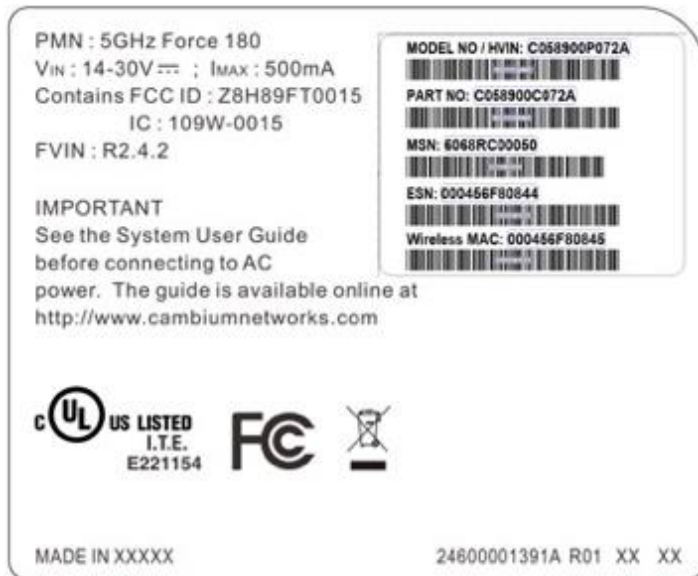 PMN : 5GHz Force 180
VIN : 14-30V⎓ ; IMAX : 500mA
Contains FCC ID : Z8H89FT0015
IC : 109W-0015
FVIN : R2.4.2
IMPORTANT
See the System User Guide
before connecting to AC
power. The guide is available online at
http://www.cambiumnetworks.com
MODEL NO / HVIN: C058900P072A
PART NO: C058900C072A
MSN: 6068RC00050
ESN: 000456F80844
Wireless MAC: 000456F80845
C UL US LISTED
I.T.E.
E221154
FC
MADE IN XXXXX
24600001391A R01 XX XX